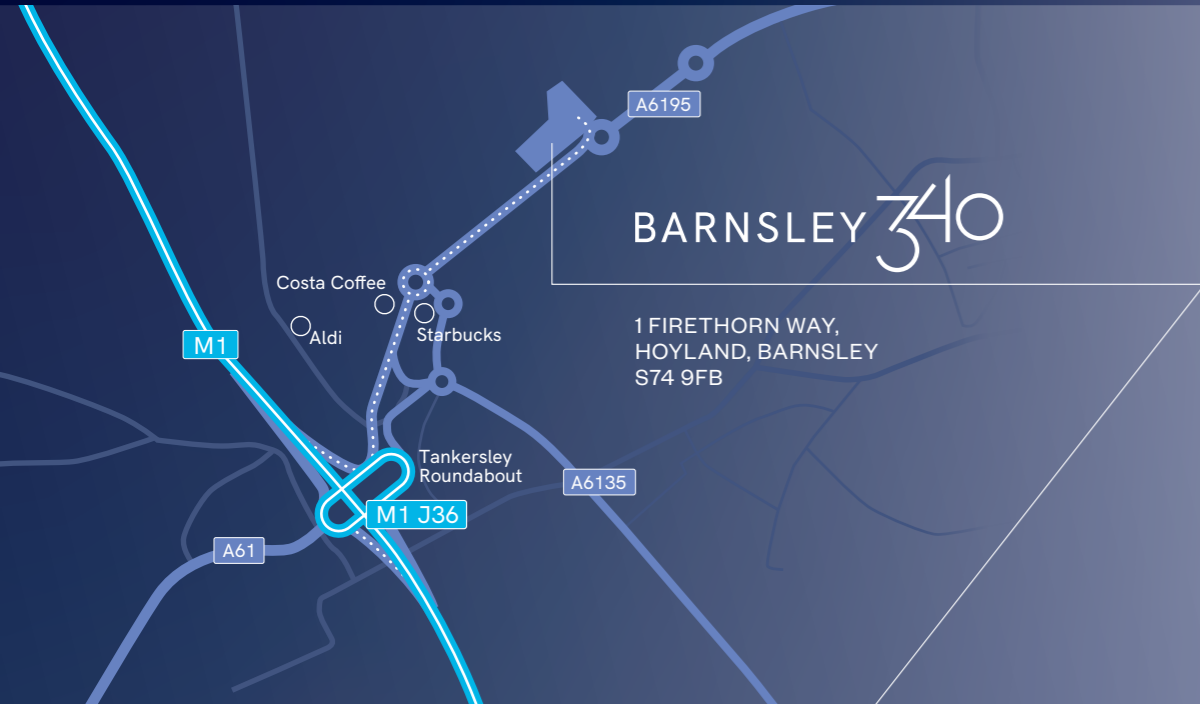 A6195
BARNSLEY 340
Costa Coffee
Aldi
Starbucks
1 FIRETHORN WAY,
HOYLAND, BARNSLEY
S74 9FB
M1
Tankersley
Roundabout
A6135
M1 J36
A61